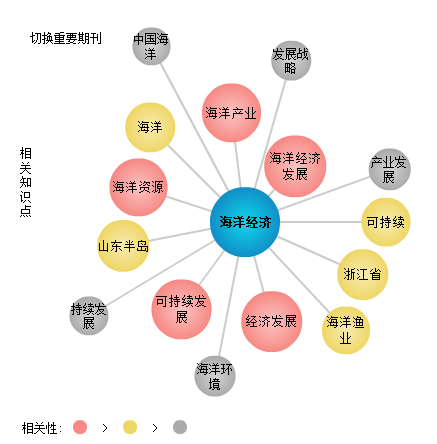 切换重要期刊
中国海
洋
发展战
略
海洋产业
海洋
海洋经济
发展
产业发
展
相关知识点
海洋资源
海洋经济
可持续
山东半岛
浙江省
可持续发
展
持续发
展
经济发展
海洋渔
业
海洋环
境
相关性: > >